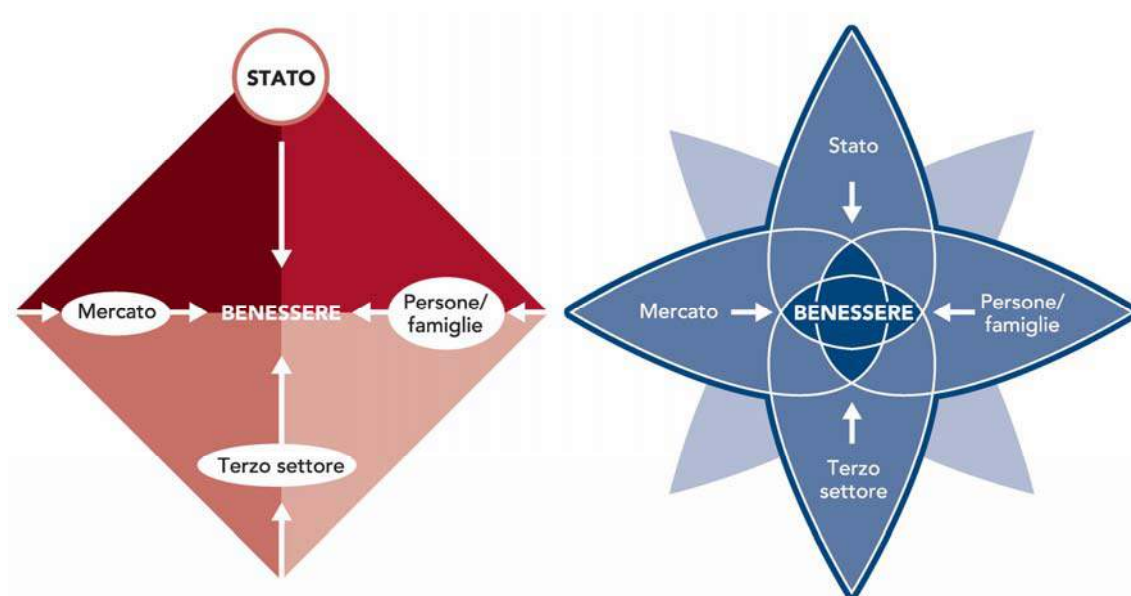 STATO
Mercato
BENESSERE
Persone/
famiglie
Terzo settore
Stato
Mercato
BENESSERE
Persone/
famiglie
Terzo
settore